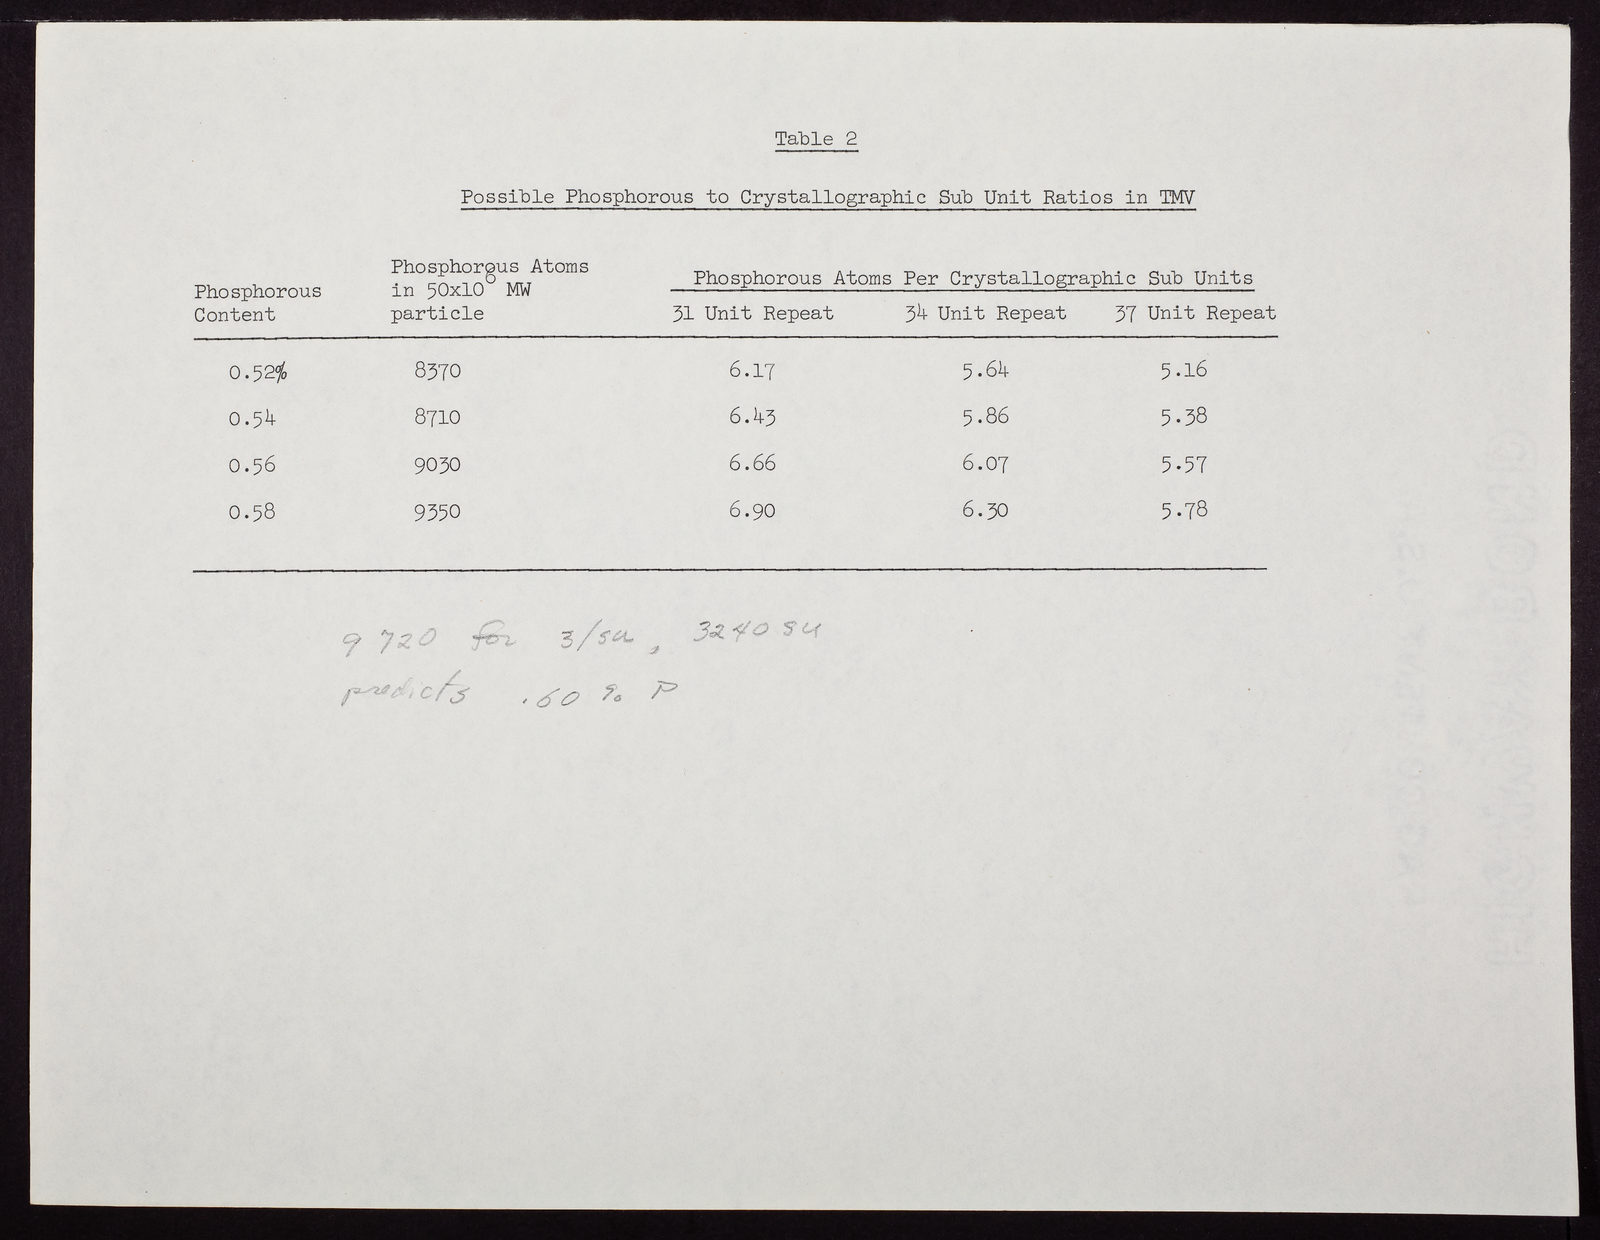 Table 2
Possible Phosphorous to Crystallographic Sub Unit Ratios in TMV
Phosphorous Content
Phosphorous Atoms in 50x10⁶ MW particle
Phosphorous Atoms Per Crystallographic Sub Units
31 Unit Repeat 34 Unit Repeat 37 Unit Repeat
0.52% 8370 6.17 5.64 5.16
0.54 8710 6.43 5.86 5.38
0.56 9030 6.66 6.07 5.57
0.58 9350 6.90 6.30 5.78
9720 for 3/su, 3240 su
predicts .60 % P